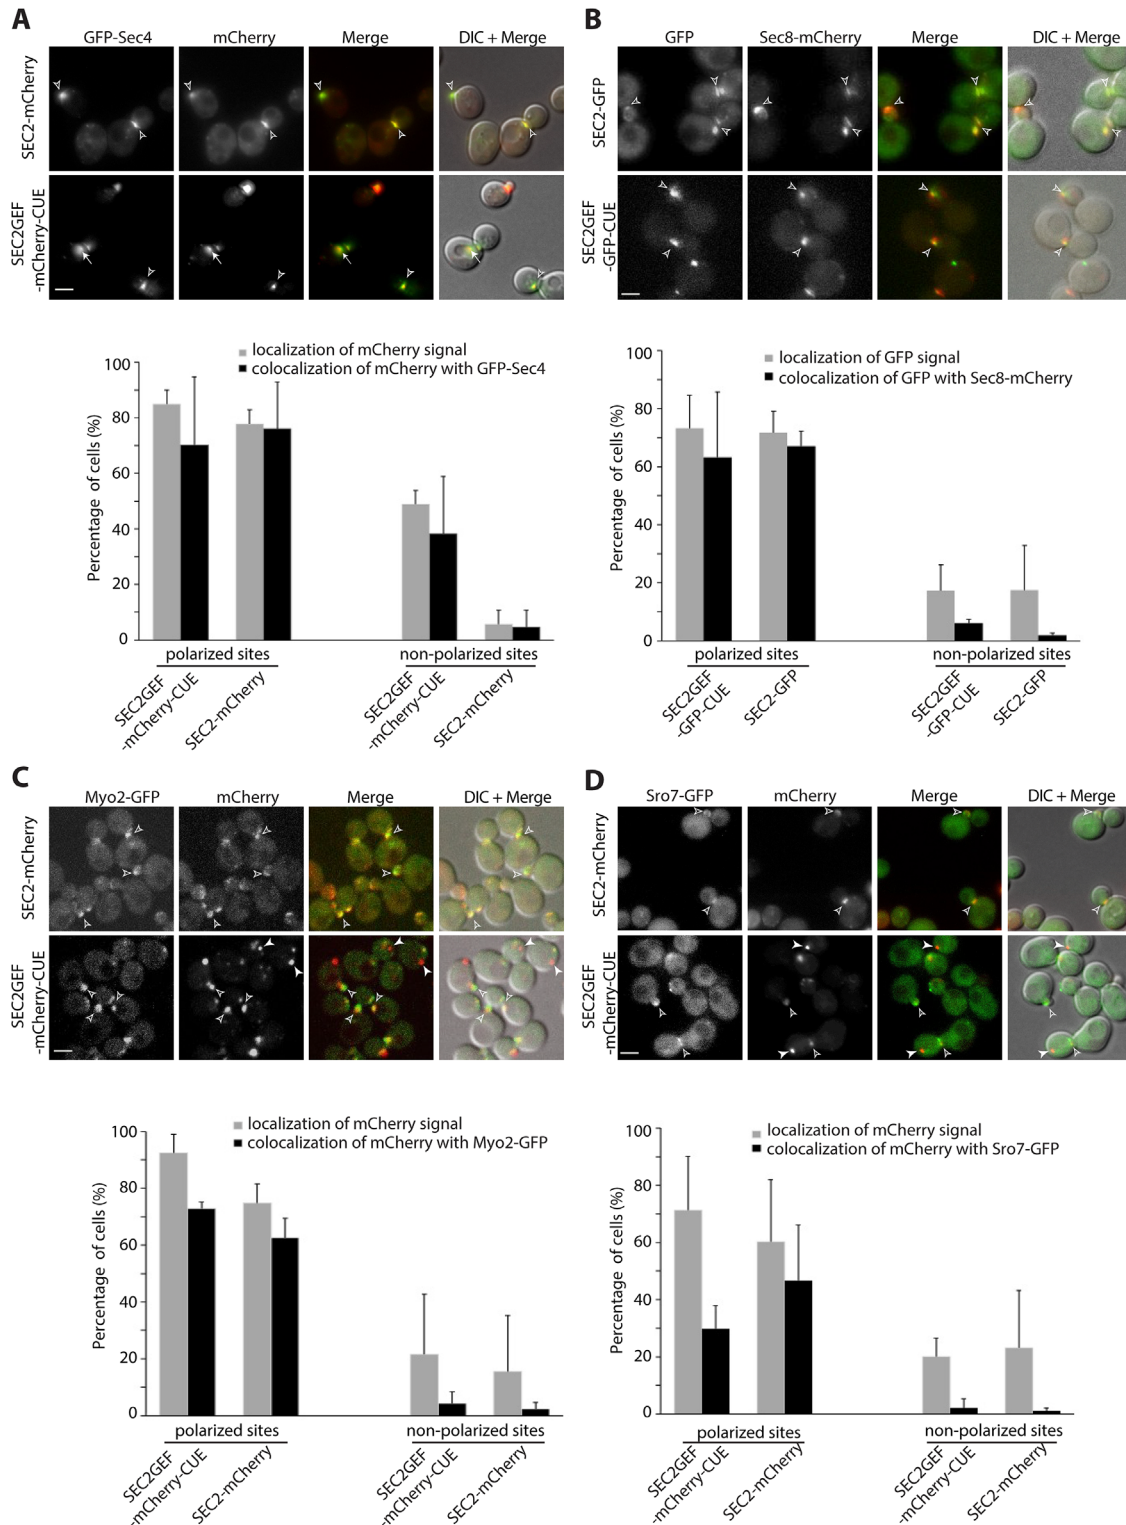 A
GFP-Sec4 mCherry Merge DIC + Merge
SEC2-mCherry
SEC2GEF
-mCherry-CUE
localization of mCherry signal
colocalization of mCherry with GFP-Sec4
Percentage of cells (%)
100
80
60
40
20
0
polarized sites non-polarized sites
SEC2GEF
-mCherry-CUE
SEC2-mCherry
SEC2GEF
-mCherry-CUE
SEC2-mCherry
B
GFP Sec8-mCherry Merge DIC + Merge
SEC2-GFP
SEC2GEF
-GFP-CUE
localization of GFP signal
colocalization of GFP with Sec8-mCherry
Percentage of cells (%)
100
80
60
40
20
0
polarized sites non-polarized sites
SEC2GEF
-GFP-CUE
SEC2-GFP
SEC2GEF
-GFP-CUE
SEC2-GFP
C
Myo2-GFP mCherry Merge DIC + Merge
SEC2-mCherry
SEC2GEF
-mCherry-CUE
localization of mCherry signal
colocalization of mCherry with Myo2-GFP
Percentage of cells (%)
100
80
60
40
20
0
polarized sites non-polarized sites
SEC2GEF
-mCherry-CUE
SEC2-mCherry
SEC2GEF
-mCherry-CUE
SEC2-mCherry
D
Sro7-GFP mCherry Merge DIC + Merge
SEC2-mCherry
SEC2GEF
-mCherry-CUE
localization of mCherry signal
colocalization of mCherry with Sro7-GFP
Percentage of cells (%)
100
80
60
40
20
0
polarized sites non-polarized sites
SEC2GEF
-mCherry-CUE
SEC2-mCherry
SEC2GEF
-mCherry-CUE
SEC2-mCherry